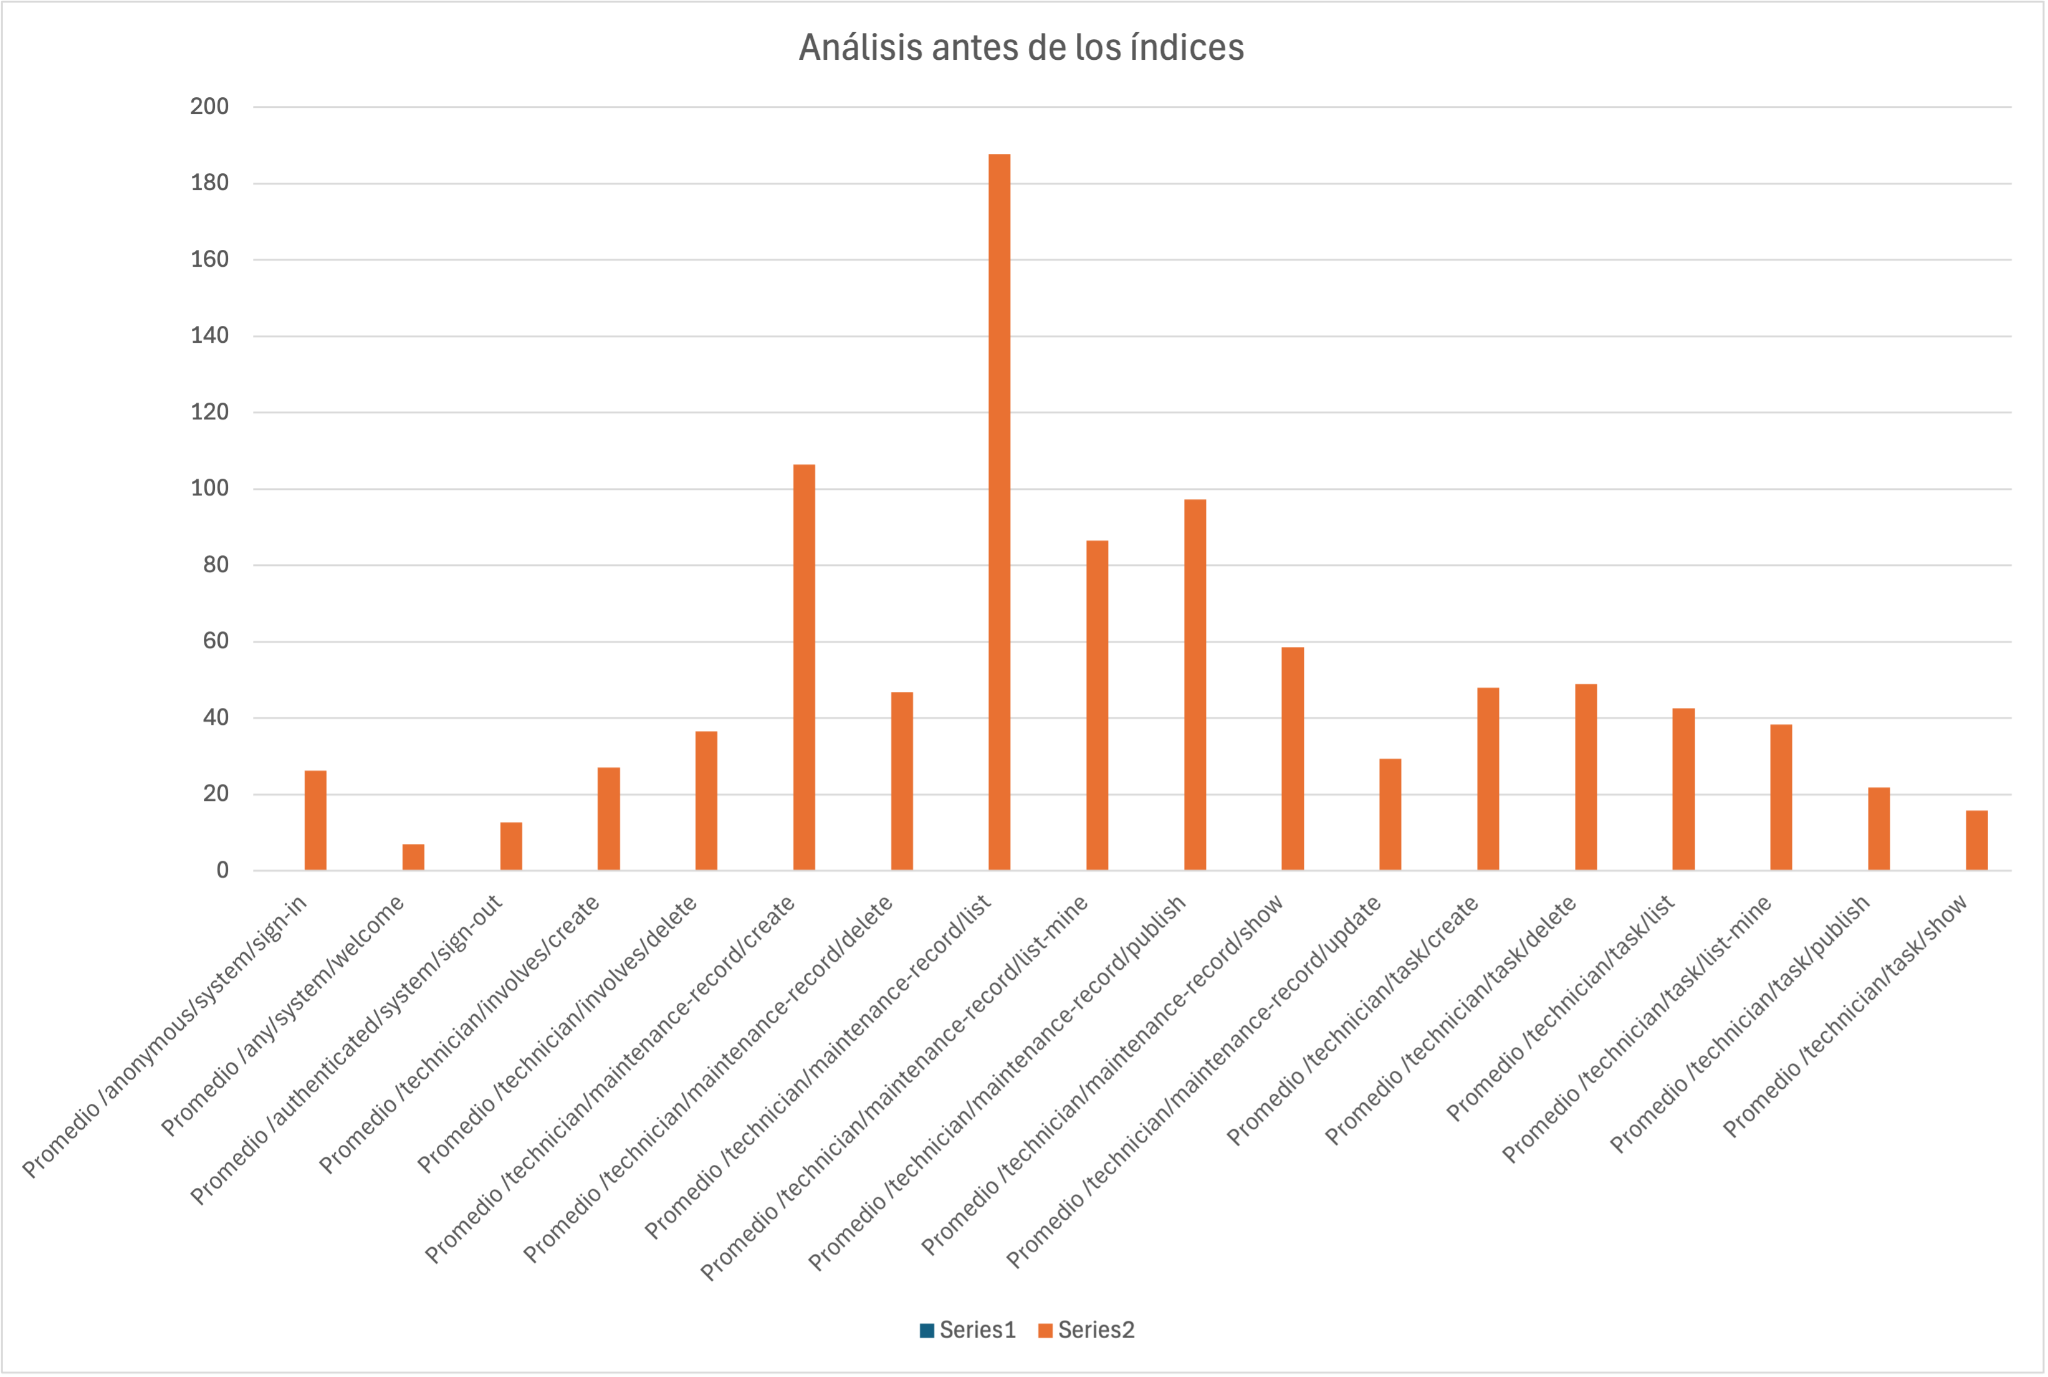 Análisis antes de los índices
200
180
160
140
120
100
80
60
40
20
0
Promedio /anonymous/system/sign-in
Promedio /any/system/welcome
Promedio /authenticated/system/sign-out
Promedio /technician/involves/create
Promedio /technician/involves/delete
Promedio /technician/maintenance-record/create
Promedio /technician/maintenance-record/delete
Promedio /technician/maintenance-record/list
Promedio /technician/maintenance-record/list-mine
Promedio /technician/maintenance-record/publish
Promedio /technician/maintenance-record/show
Promedio /technician/maintenance-record/update
Promedio /technician/task/create
Promedio /technician/task/delete
Promedio /technician/task/list
Promedio /technician/task/list-mine
Promedio /technician/task/publish
Promedio /technician/task/show
Series1 Series2